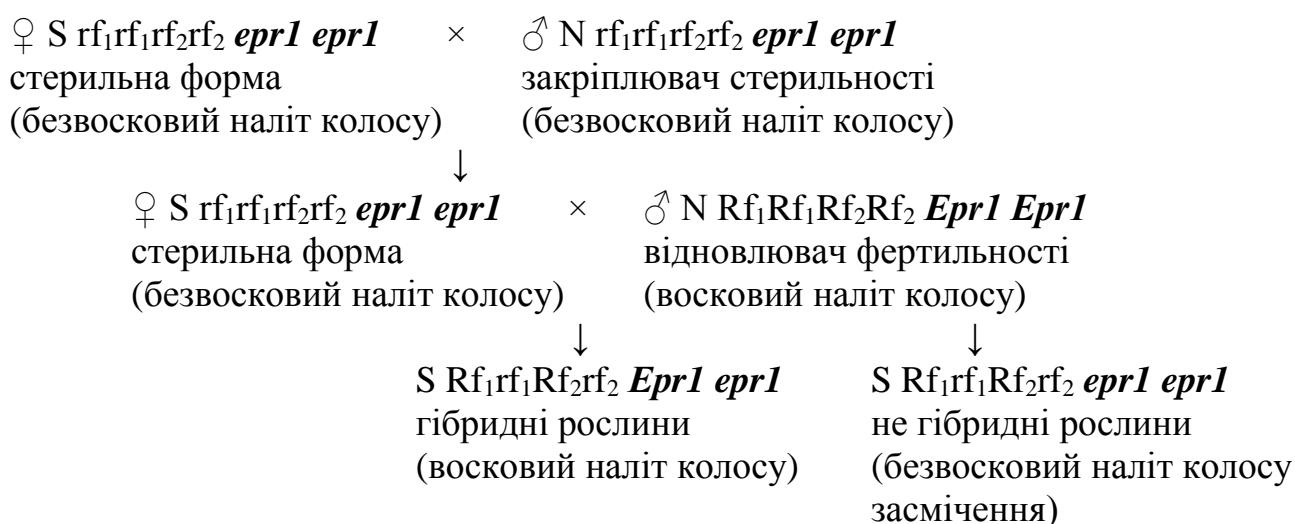 ♀ S rf₁rf₁rf₂rf₂ epr1 epr1 × ♂ N rf₁rf₁rf₂rf₂ epr1 epr1
стерильна форма закріплювач стерильності
(безвосковий наліт колосу) (безвосковий наліт колосу)
↓
♀ S rf₁rf₁rf₂rf₂ epr1 epr1 × ♂ N Rf₁Rf₁Rf₂Rf₂ Epr1 Epr1
стерильна форма відновлювач фертильності
(безвосковий наліт колосу) (восковий наліт колосу)
↓ ↓
S Rf₁rf₁Rf₂rf₂ Epr1 epr1 S Rf₁rf₁Rf₂rf₂ epr1 epr1
гібридні рослини не гібридні рослини
(восковий наліт колосу) (безвосковий наліт колосу
засмічення)